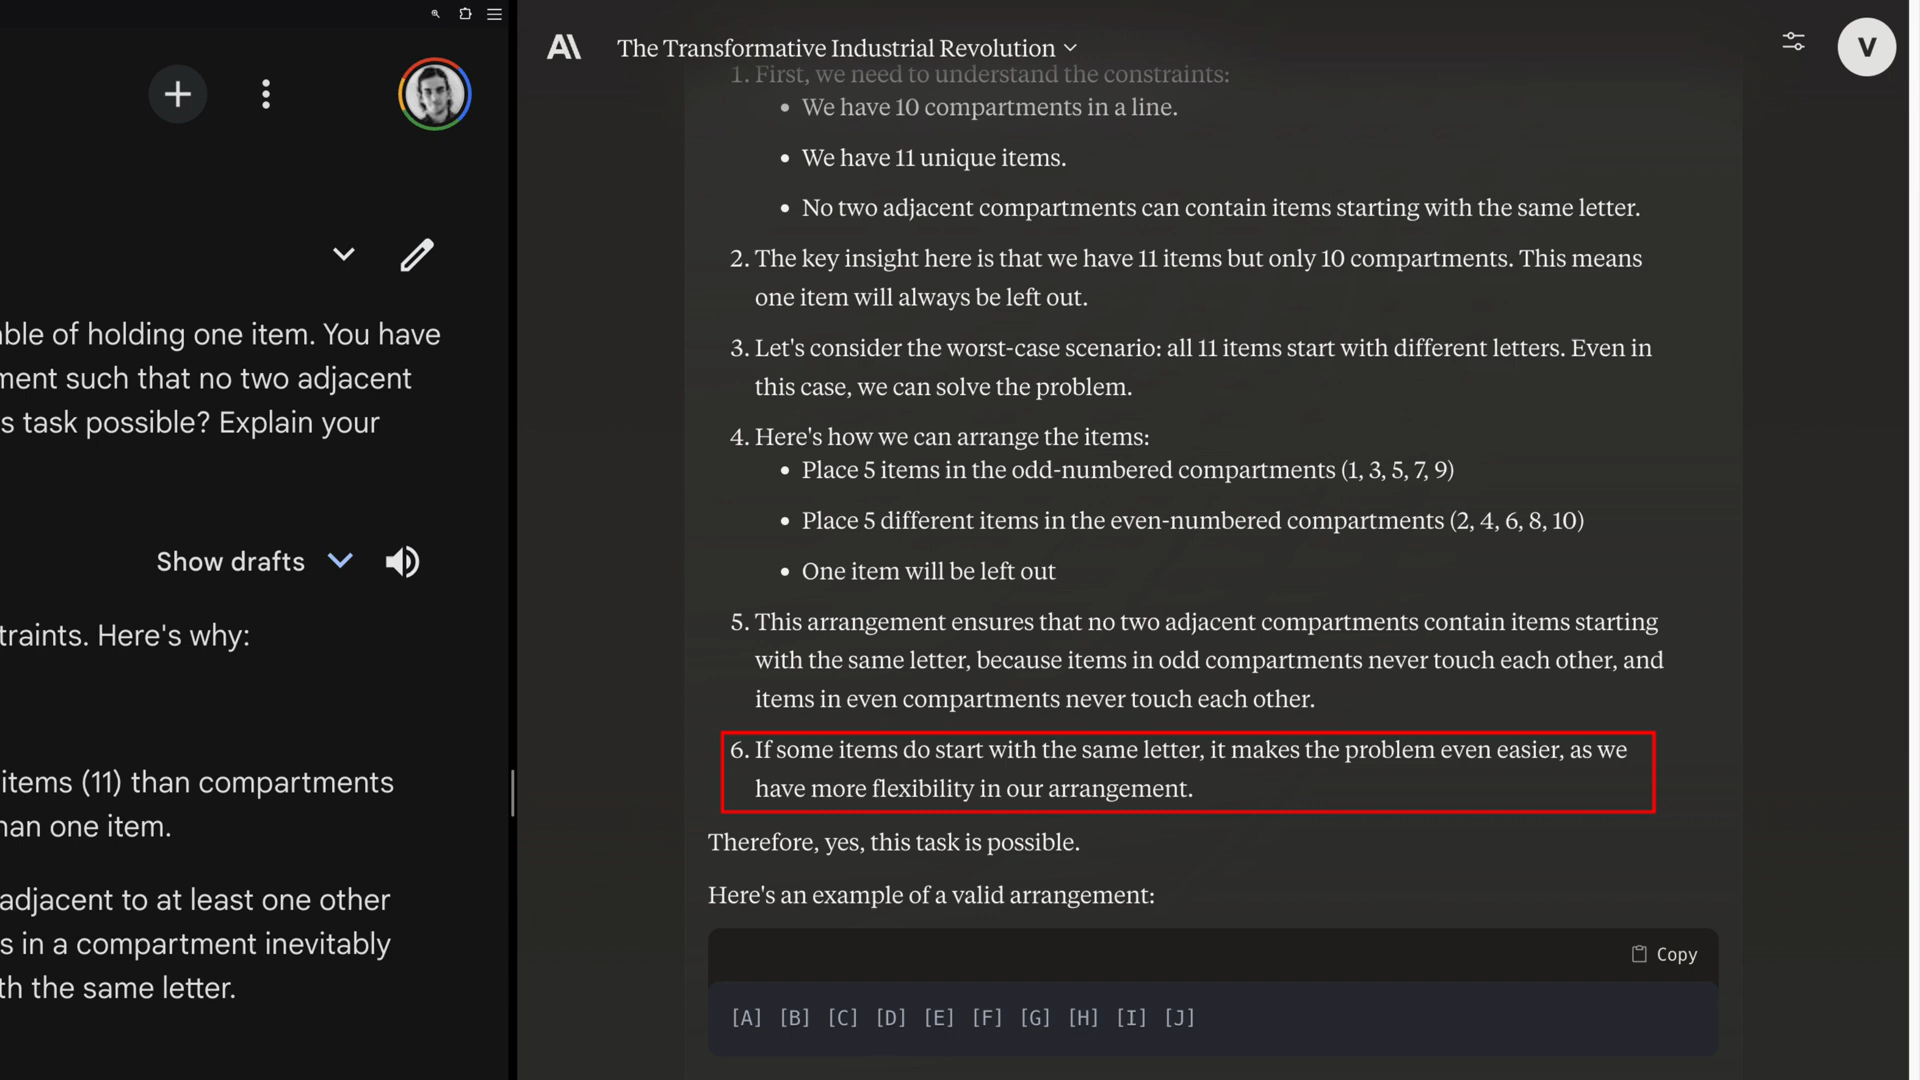 The Transformative Industrial Revolution
V
1. First, we need to understand the constraints:
• We have 10 compartments in a line.
• We have 11 unique items.
• No two adjacent compartments can contain items starting with the same letter.
2. The key insight here is that we have 11 items but only 10 compartments. This means
one item will always be left out.
3. Let's consider the worst-case scenario: all 11 items start with different letters. Even in
this case, we can solve the problem.
4. Here's how we can arrange the items:
• Place 5 items in the odd-numbered compartments (1, 3, 5, 7, 9)
• Place 5 different items in the even-numbered compartments (2, 4, 6, 8, 10)
• One item will be left out
5. This arrangement ensures that no two adjacent compartments contain items starting
with the same letter, because items in odd compartments never touch each other, and
items in even compartments never touch each other.
6. If some items do start with the same letter, it makes the problem even easier, as we
have more flexibility in our arrangement.
Therefore, yes, this task is possible.
Here's an example of a valid arrangement:
Copy
[A] [B] [C] [D] [E] [F] [G] [H] [I] [J]
of holding one item. You have
such that no two adjacent
task possible? Explain your
Show drafts
Here's why:
items (11) than compartments
one item.
adjacent to at least one other
in a compartment inevitably
the same letter.